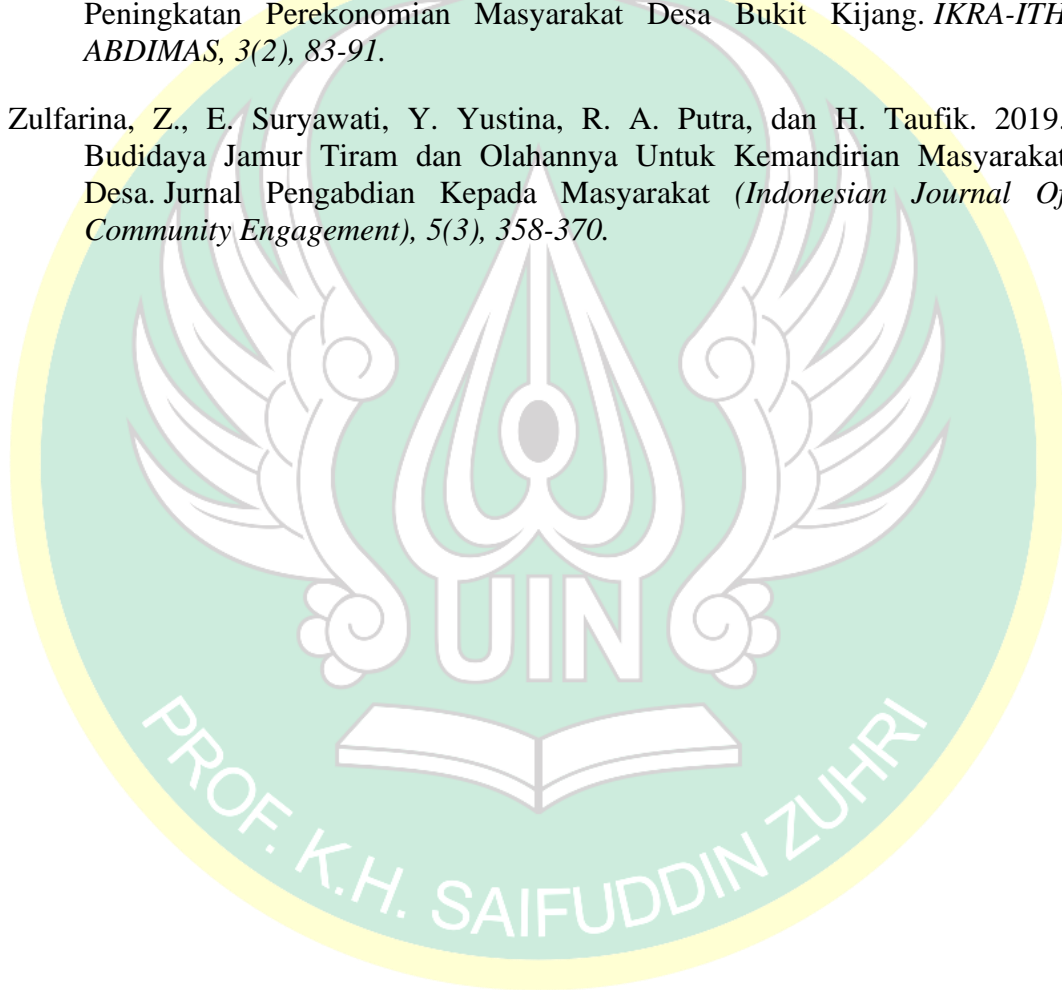 Peningkatan Perekonomian Masyarakat Desa Bukit Kijang. IKRA-ITH
ABDIMAS, 3(2), 83-91.
Zulfarina, Z., E. Suryawati, Y. Yustina, R. A. Putra, dan H. Taufik. 2019.
Budidaya Jamur Tiram dan Olahannya Untuk Kemandirian Masyarakat
Desa. Jurnal Pengabdian Kepada Masyarakat (Indonesian Journal Of
Community Engagement), 5(3), 358-370.
UIN
PROF. K.H. SAIFUDDIN ZUHRI